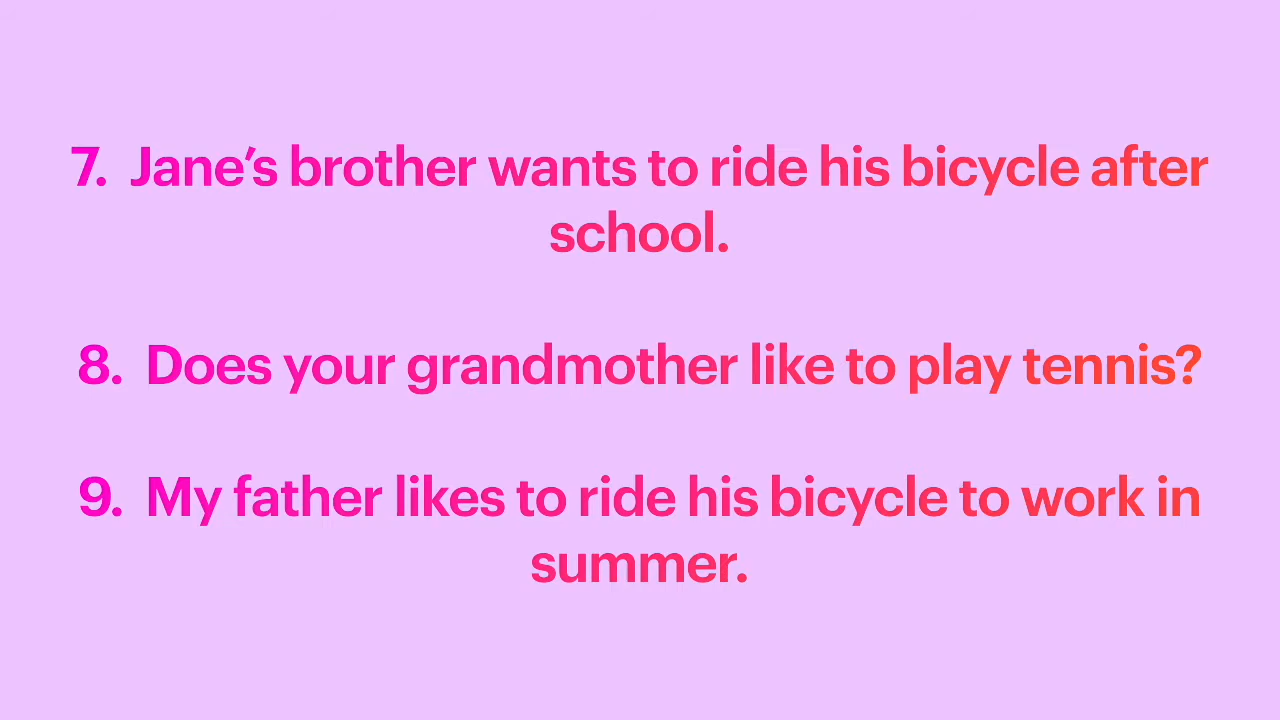 7. Jane’s brother wants to ride his bicycle after
school.
8. Does your grandmother like to play tennis?
9. My father likes to ride his bicycle to work in
summer.